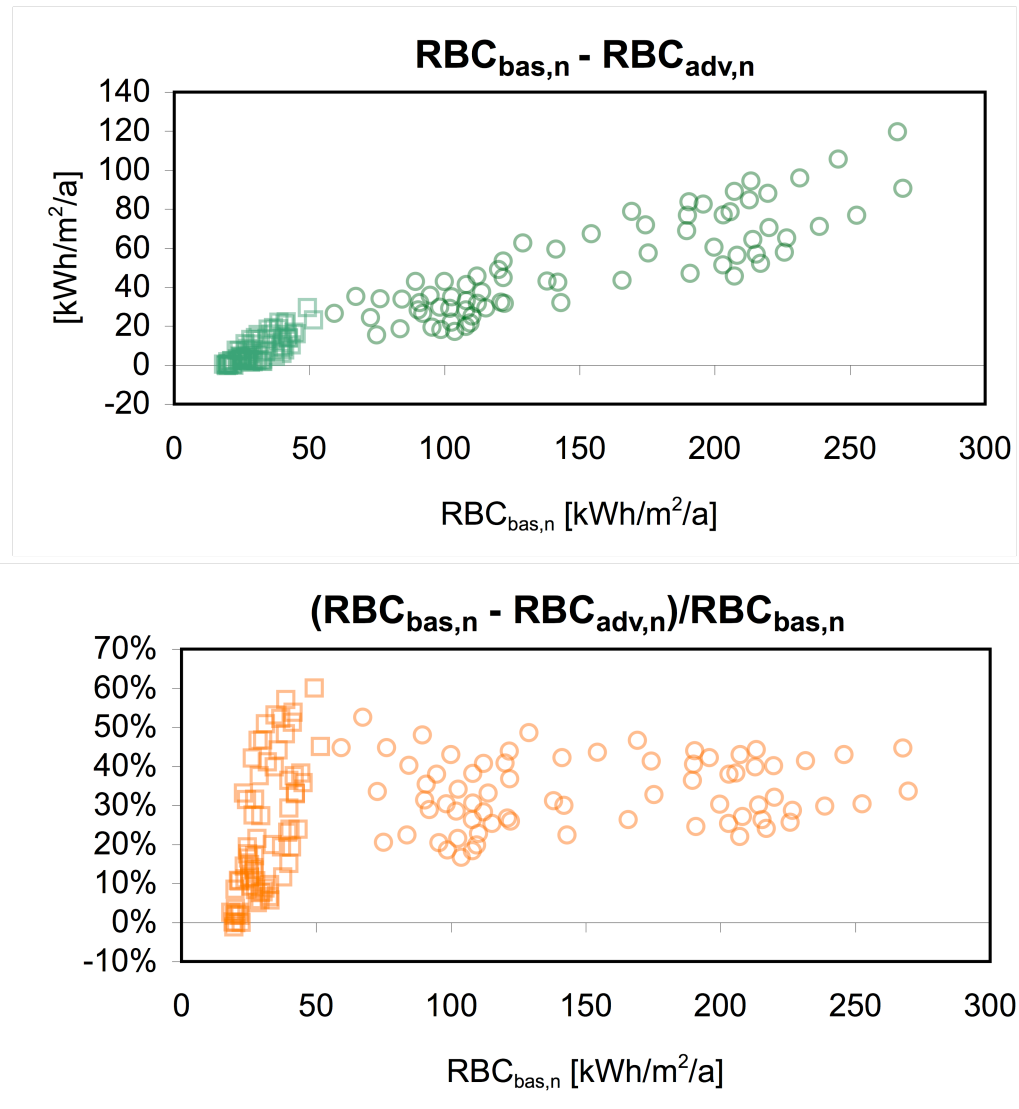 RBCbas,n - RBCadv,n
140
120
100
80
60
40
20
0
-20
[kWh/m²/a]
0 50 100 150 200 250 300
RBCbas,n [kWh/m²/a]
(RBCbas,n - RBCadv,n)/RBCbas,n
70%
60%
50%
40%
30%
20%
10%
0%
-10%
0 50 100 150 200 250 300
RBCbas,n [kWh/m²/a]